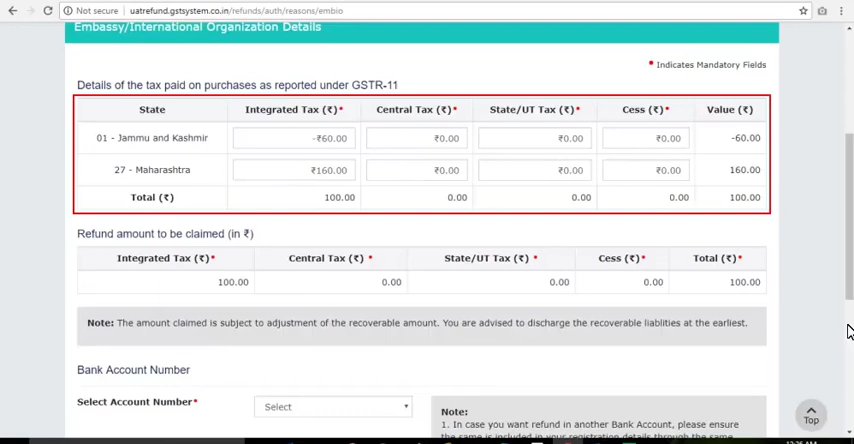 Not secure | uatrefund.gstsystem.co.in/refunds/auth/reasons/embio
Embassy/International Organization Details
• Indicates Mandatory Fields
Details of the tax paid on purchases as reported under GSTR-11
State Integrated Tax (₹)• Central Tax (₹)• State/UT Tax (₹)• Cess (₹)• Value (₹)
01 - Jammu and Kashmir -₹60.00 ₹0.00 ₹0.00 ₹0.00 -60.00
27 - Maharashtra ₹160.00 ₹0.00 ₹0.00 ₹0.00 160.00
Total (₹) 100.00 0.00 0.00 0.00 100.00
Refund amount to be claimed (in ₹)
Integrated Tax (₹)• Central Tax (₹) • State/UT Tax (₹) • Cess (₹)• Total (₹)•
100.00 0.00 0.00 0.00 100.00
Note: The amount claimed is subject to adjustment of the recoverable amount. You are advised to discharge the recoverable liablities at the earliest.
Bank Account Number
Select Account Number• Select
Note:
1. In case you want refund in another Bank Account, please ensure
the same is included in your registration details through the same
Top